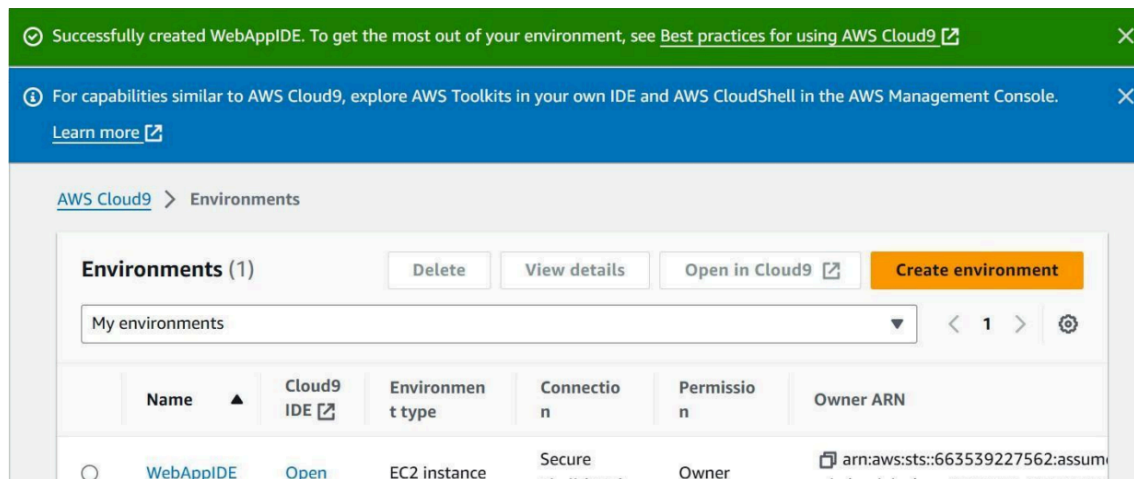 Successfully created WebAppIDE. To get the most out of your environment, see Best practices for using AWS Cloud9
For capabilities similar to AWS Cloud9, explore AWS Toolkits in your own IDE and AWS CloudShell in the AWS Management Console.
Learn more
AWS Cloud9 > Environments
Environments (1)
Delete
View details
Open in Cloud9
Create environment
My environments
< 1 >
Name
Cloud9
IDE
Environmen
t type
Connectio
n
Permissio
n
Owner ARN
WebAppIDE
Open
EC2 instance
Secure
Owner
arn:aws:sts::663539227562:assum